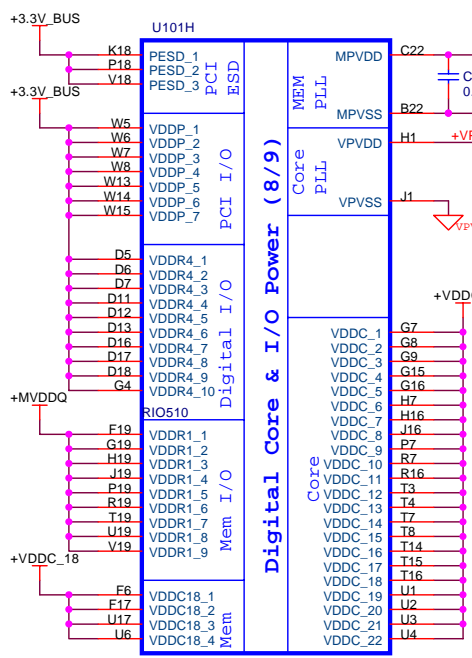 U101H
+3.3V_BUS
K18 PESD_1
P18 PESD_2
V18 PESD_3
PCI ESD
+3.3V_BUS
W5 VDDP_1
W6 VDDP_2
W7 VDDP_3
W8 VDDP_4
W13 VDDP_5
W14 VDDP_6
W15 VDDP_7
PCI I/O
D5 VDDR4_1
D6 VDDR4_2
D7 VDDR4_3
D11 VDDR4_4
D12 VDDR4_5
D13 VDDR4_6
D16 VDDR4_7
D17 VDDR4_8
D18 VDDR4_9
G4 VDDR4_10
Digital I/O
RIO510
+MVDDQ
F19 VDDR1_1
G19 VDDR1_2
H19 VDDR1_3
J19 VDDR1_4
P19 VDDR1_5
R19 VDDR1_6
T19 VDDR1_7
U19 VDDR1_8
V19 VDDR1_9
Mem I/O
+VDDC_18
F6 VDDC18_1
F17 VDDC18_2
U17 VDDC18_3
U6 VDDC18_4
Mem
Digital Core & I/O Power (8/9)
MEM PLL
MPVDD C22
MPVSS B22
C
0.
Core PLL
VPVDD H1
+VP
VPVSS J1
VPV
+VDDC
Core
VDDC_1 G7
VDDC_2 G8
VDDC_3 G9
VDDC_4 G15
VDDC_5 G16
VDDC_6 H7
VDDC_7 H16
VDDC_8 J16
VDDC_9 P7
VDDC_10 R7
VDDC_11 R16
VDDC_12 T3
VDDC_13 T4
VDDC_14 T7
VDDC_15 T8
VDDC_16 T14
VDDC_17 T15
VDDC_18 T16
VDDC_19 U1
VDDC_20 U2
VDDC_21 U3
VDDC_22 U4